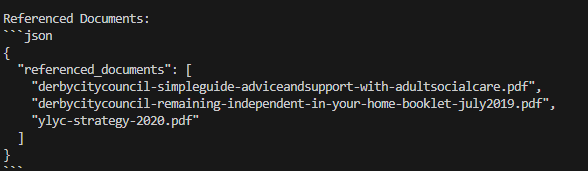 Referenced Documents:
```json
{
  "referenced_documents": [
    "derbycitycouncil-simpleguide-adviceandsupport-with-adultsocialcare.pdf",
    "derbycitycouncil-remaining-independent-in-your-home-booklet-july2019.pdf",
    "ylyc-strategy-2020.pdf"
  ]
}
```